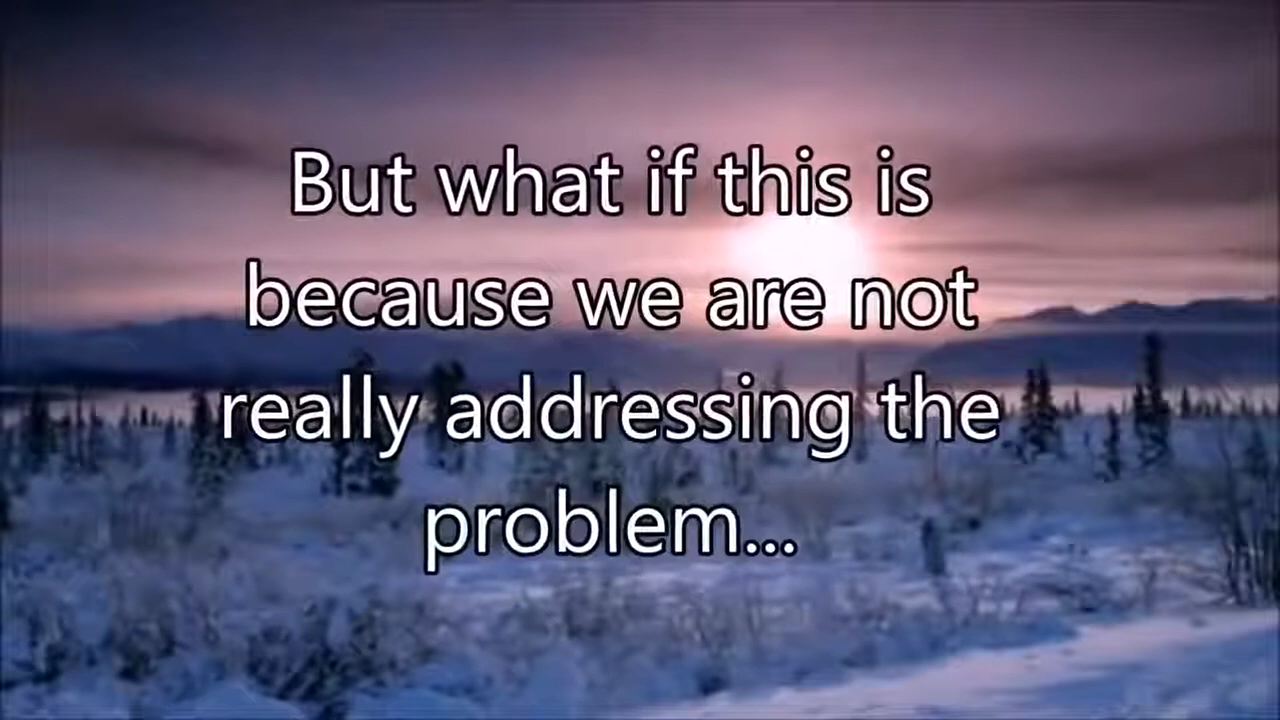 But what if this is
because we are not
really addressing the
problem...